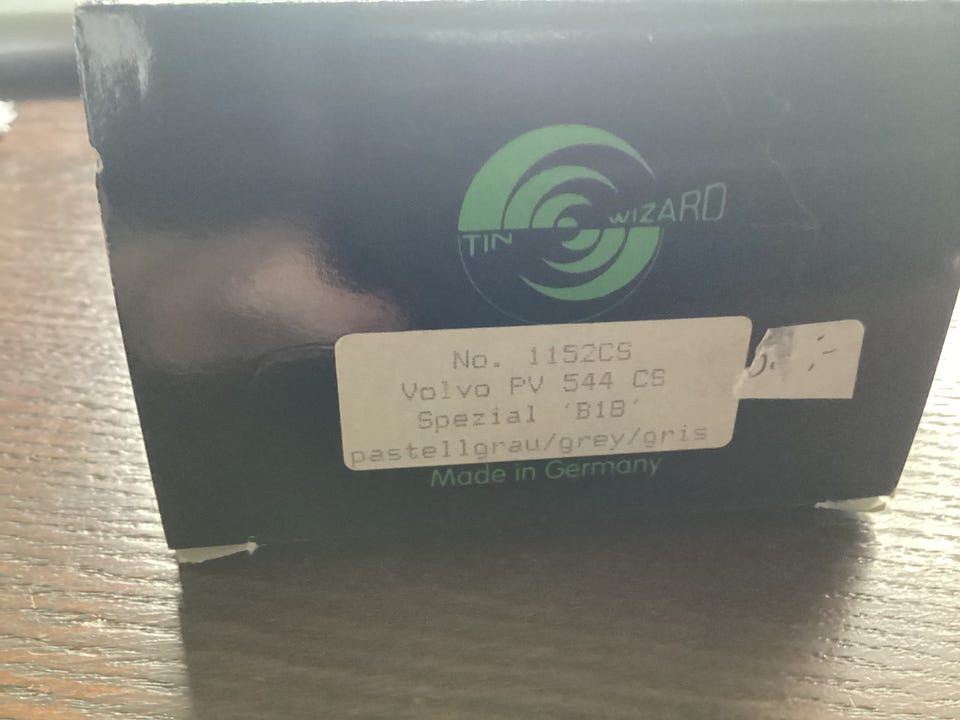 TIN WIZARD
No. 1152CS
Volvo PV 544 CS
Spezial 'B18'
pastellgrau/grey/gris
Made in Germany